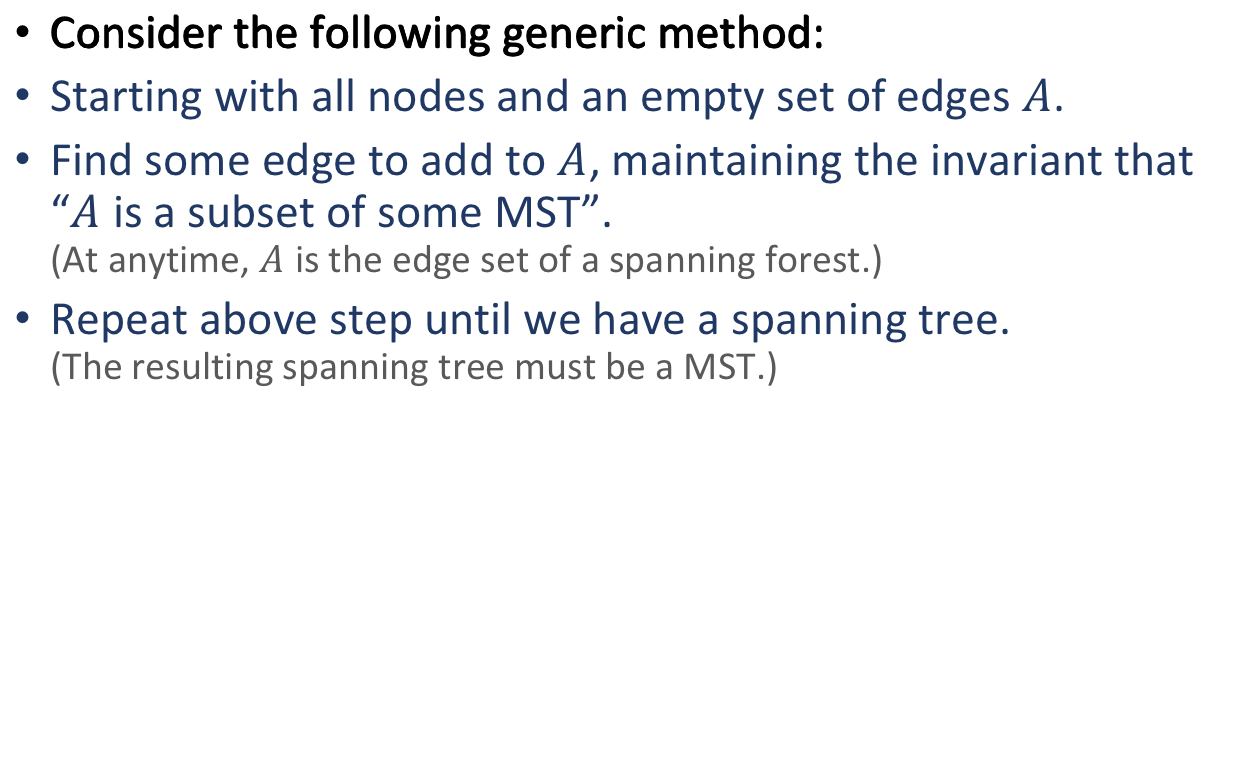 • Consider the following generic method:
• Starting with all nodes and an empty set of edges A.
• Find some edge to add to A, maintaining the invariant that
“A is a subset of some MST”.
(At anytime, A is the edge set of a spanning forest.)
• Repeat above step until we have a spanning tree.
(The resulting spanning tree must be a MST.)